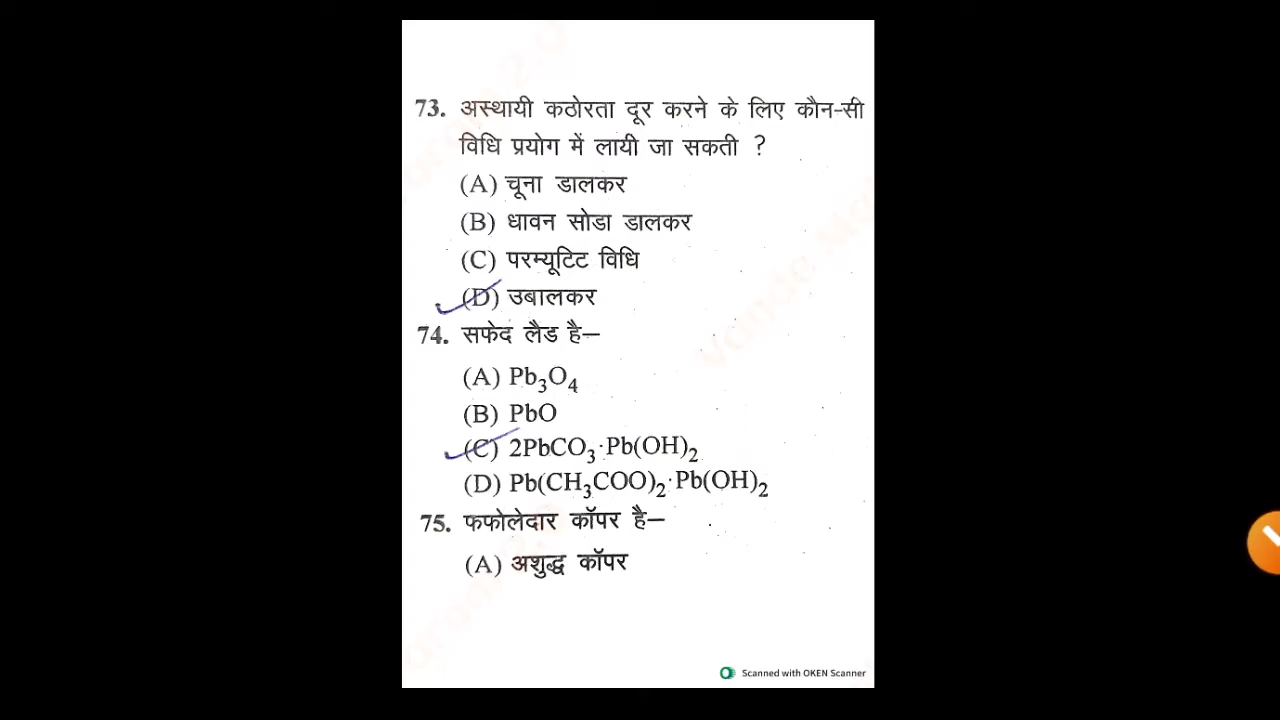 73. अस्थायी कठोरता दूर करने के लिए कौन-सी
विधि प्रयोग में लायी जा सकती ?
(A) चूना डालकर
(B) धावन सोडा डालकर
(C) परम्यूटिट विधि
(D) उबालकर
74. सफेद लैड है—
(A) Pb₃O₄
(B) PbO
(C) 2PbCO₃·Pb(OH)₂
(D) Pb(CH₃COO)₂·Pb(OH)₂
75. फफोलेदार कॉपर है—
(A) अशुद्ध कॉपर
Scanned with OKEN Scanner